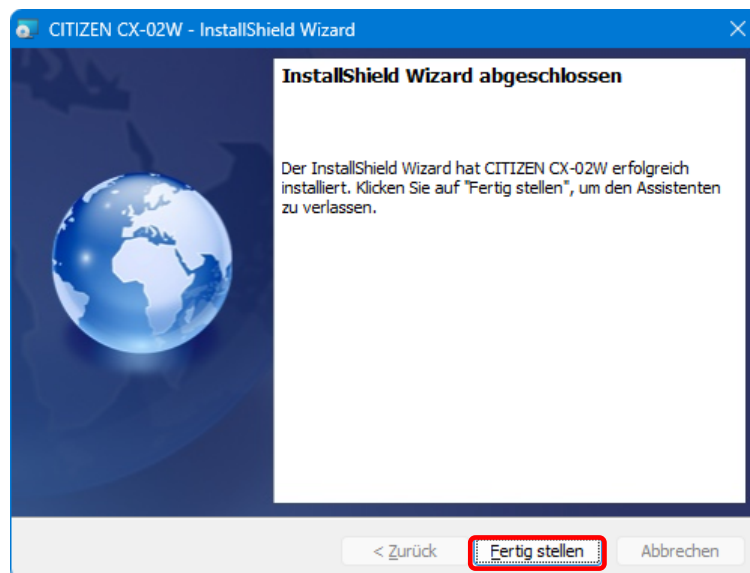 CITIZEN CX-02W - InstallShield Wizard
InstallShield Wizard abgeschlossen
Der InstallShield Wizard hat CITIZEN CX-02W erfolgreich
installiert. Klicken Sie auf "Fertig stellen", um den Assistenten
zu verlassen.
< Zurück
Fertig stellen
Abbrechen